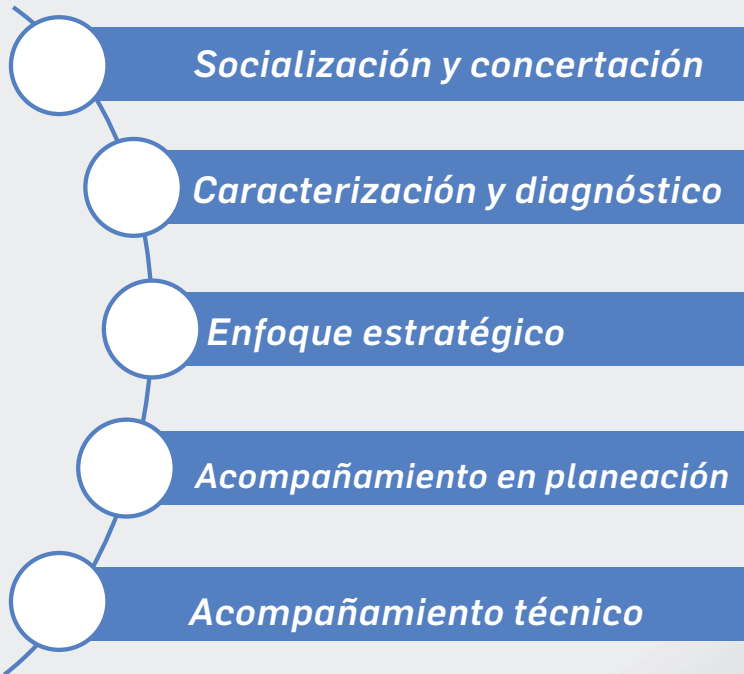 Socialización y concertación
Caracterización y diagnóstico
Enfoque estratégico
Acompañamiento en planeación
Acompañamiento técnico